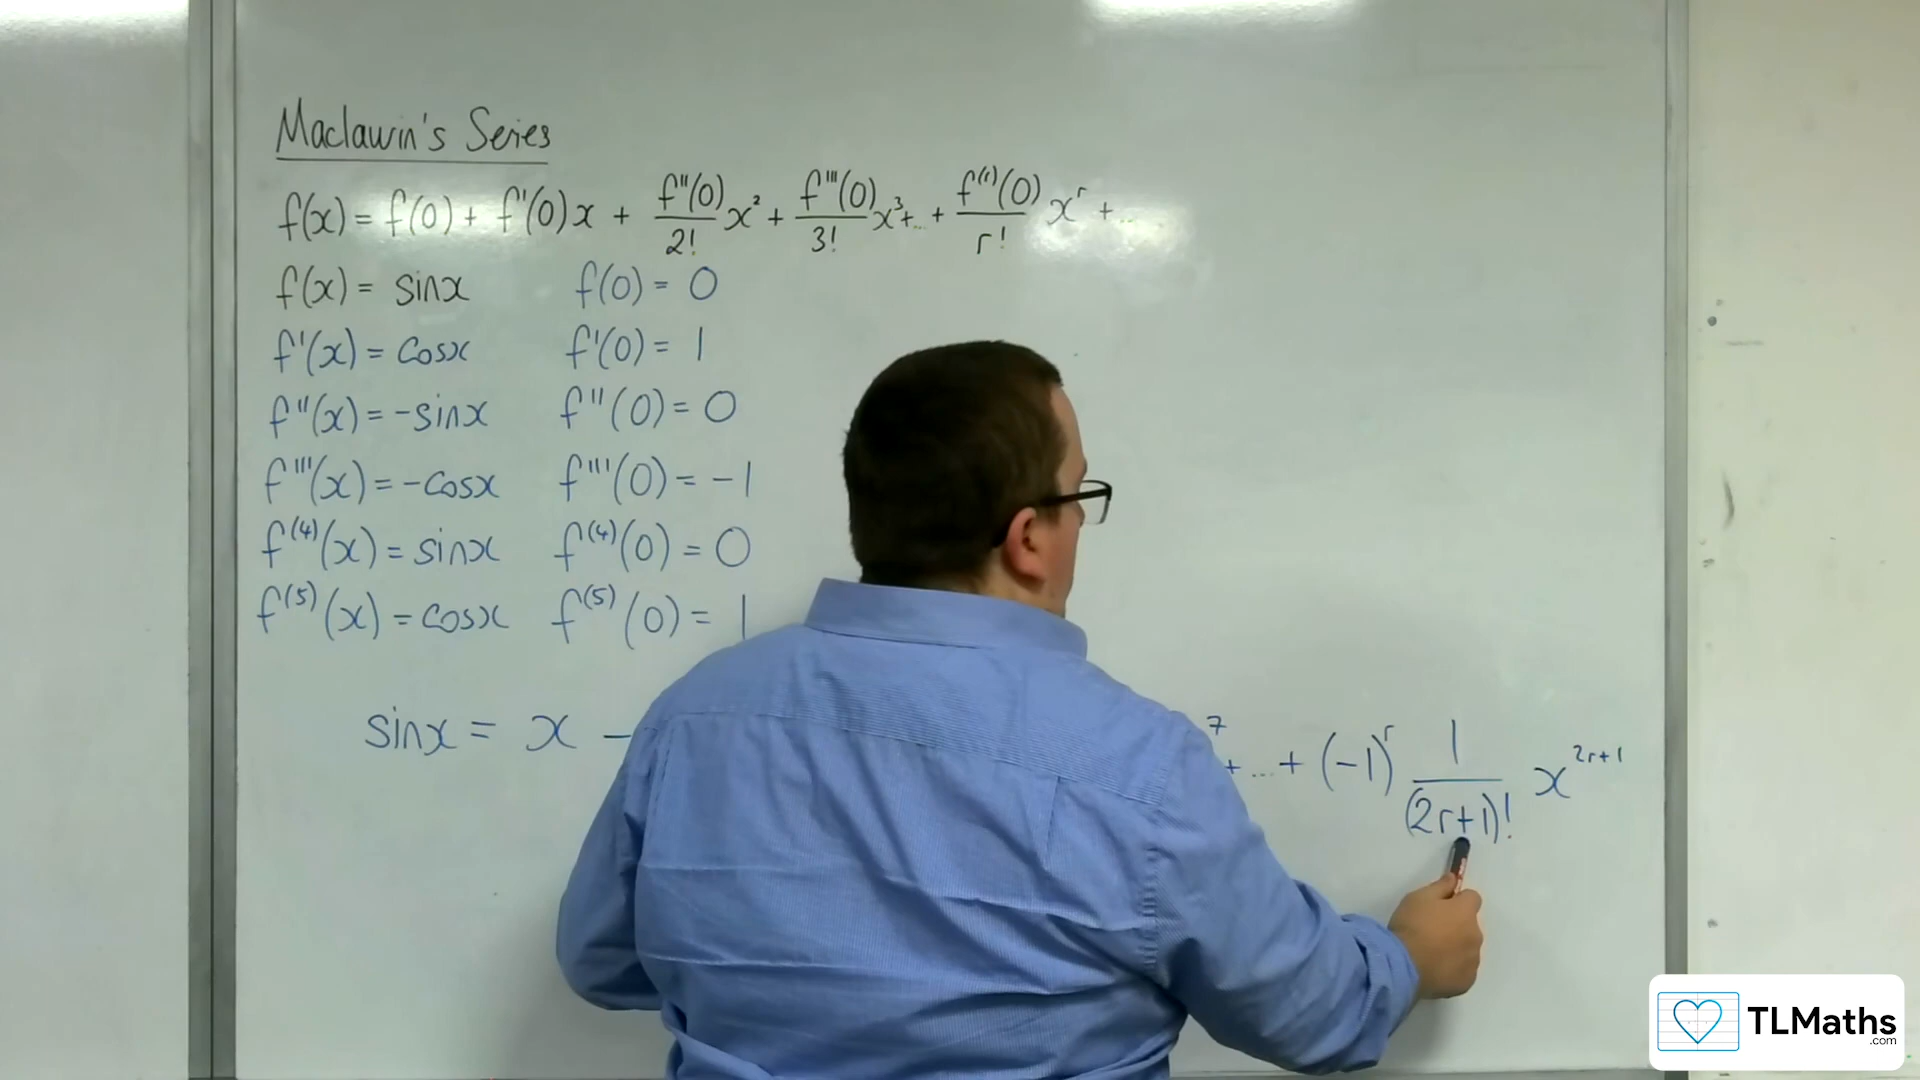 Maclaurin's Series
f(x) = f(0) + f'(0)x + f''(0)/2! x² + f'''(0)/3! x³+... + f⁽ʳ⁾(0)/r! xʳ + ...
f(x) = sinx f(0) = 0
f'(x) = cosx f'(0) = 1
f''(x) = -sinx f''(0) = 0
f'''(x) = -cosx f'''(0) = -1
f⁽⁴⁾(x) = sinx f⁽⁴⁾(0) = 0
f⁽⁵⁾(x) = cosx f⁽⁵⁾(0) = 1
sinx = x - 7 + ... + (-1)ʳ 1/(2r+1)! x²ʳ⁺¹
TLMaths
.com